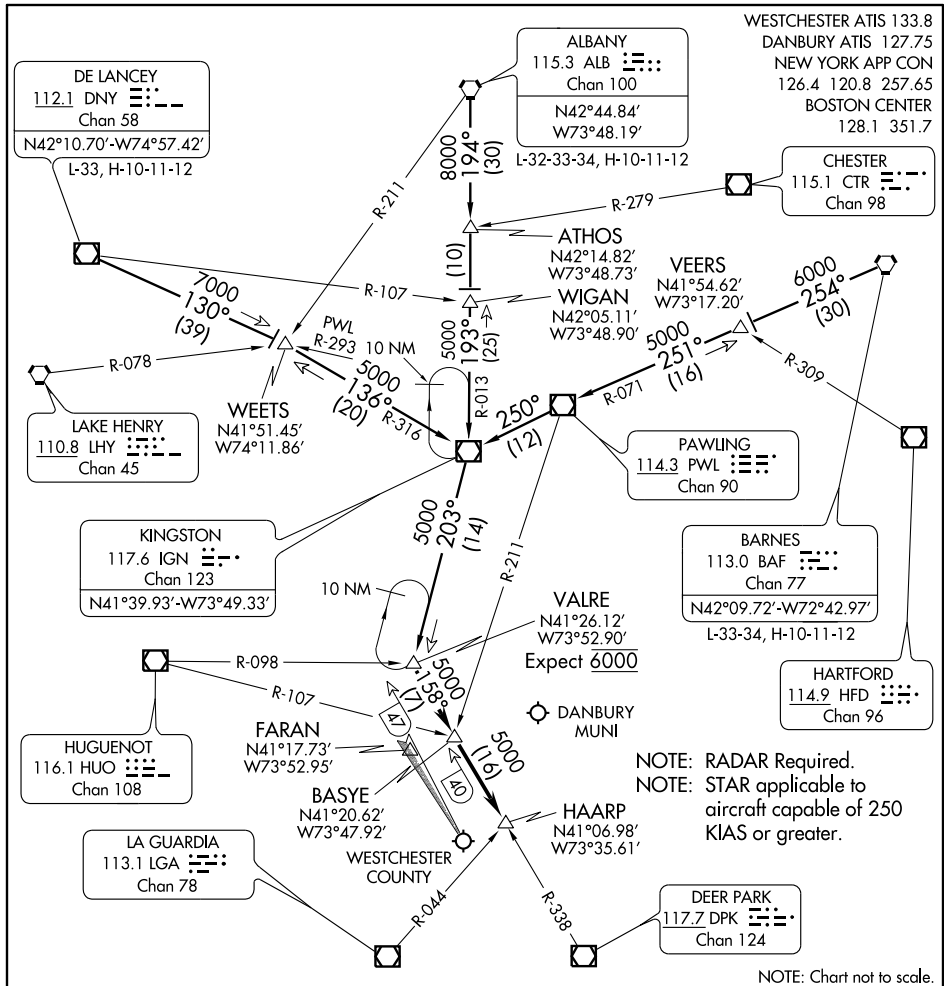 WESTCHESTER ATIS 133.8
DANBURY ATIS 127.75
NEW YORK APP CON
126.4 120.8 257.65
BOSTON CENTER
128.1 351.7
ALBANY
115.3 ALB
Chan 100
N42°44.84′
W73°48.19′
L-32-33-34, H-10-11-12
DE LANCEY
112.1 DNY
Chan 58
N42°10.70′-W74°57.42′
L-33, H-10-11-12
CHESTER
115.1 CTR
Chan 98
R-211
8000
194°
(30)
R-279
ATHOS
N42°14.82′
W73°48.73′
(10)
R-107
WIGAN
N42°05.11′
W73°48.90′
VEERS
N41°54.62′
W73°17.20′
6000
254°
(30)
7000
130°
(39)
PWL
R-293
10 NM
5000
193°
(25)
R-013
5000
251°
(16)
R-071
R-309
R-078
WEETS
N41°51.45′
W74°11.86′
5000
136°
(20)
R-316
250°
(12)
LAKE HENRY
110.8 LHY
Chan 45
PAWLING
114.3 PWL
Chan 90
KINGSTON
117.6 IGN
Chan 123
N41°39.93′-W73°49.33′
5000
203°
(14)
R-211
BARNES
113.0 BAF
Chan 77
N42°09.72′-W72°42.97′
L-33-34, H-10-11-12
10 NM
VALRE
N41°26.12′
W73°52.90′
Expect 6000
HARTFORD
114.9 HFD
Chan 96
R-098
R-107
5000
158°
(7)
47
HUGUENOT
116.1 HUO
Chan 108
FARAN
N41°17.73′
W73°52.95′
DANBURY
MUNI
5000
(16)
40
BASYE
N41°20.62′
W73°47.92′
NOTE: RADAR Required.
NOTE: STAR applicable to
aircraft capable of 250
KIAS or greater.
HAARP
N41°06.98′
W73°35.61′
WESTCHESTER
COUNTY
LA GUARDIA
113.1 LGA
Chan 78
R-044
R-338
DEER PARK
117.7 DPK
Chan 124
NOTE: Chart not to scale.